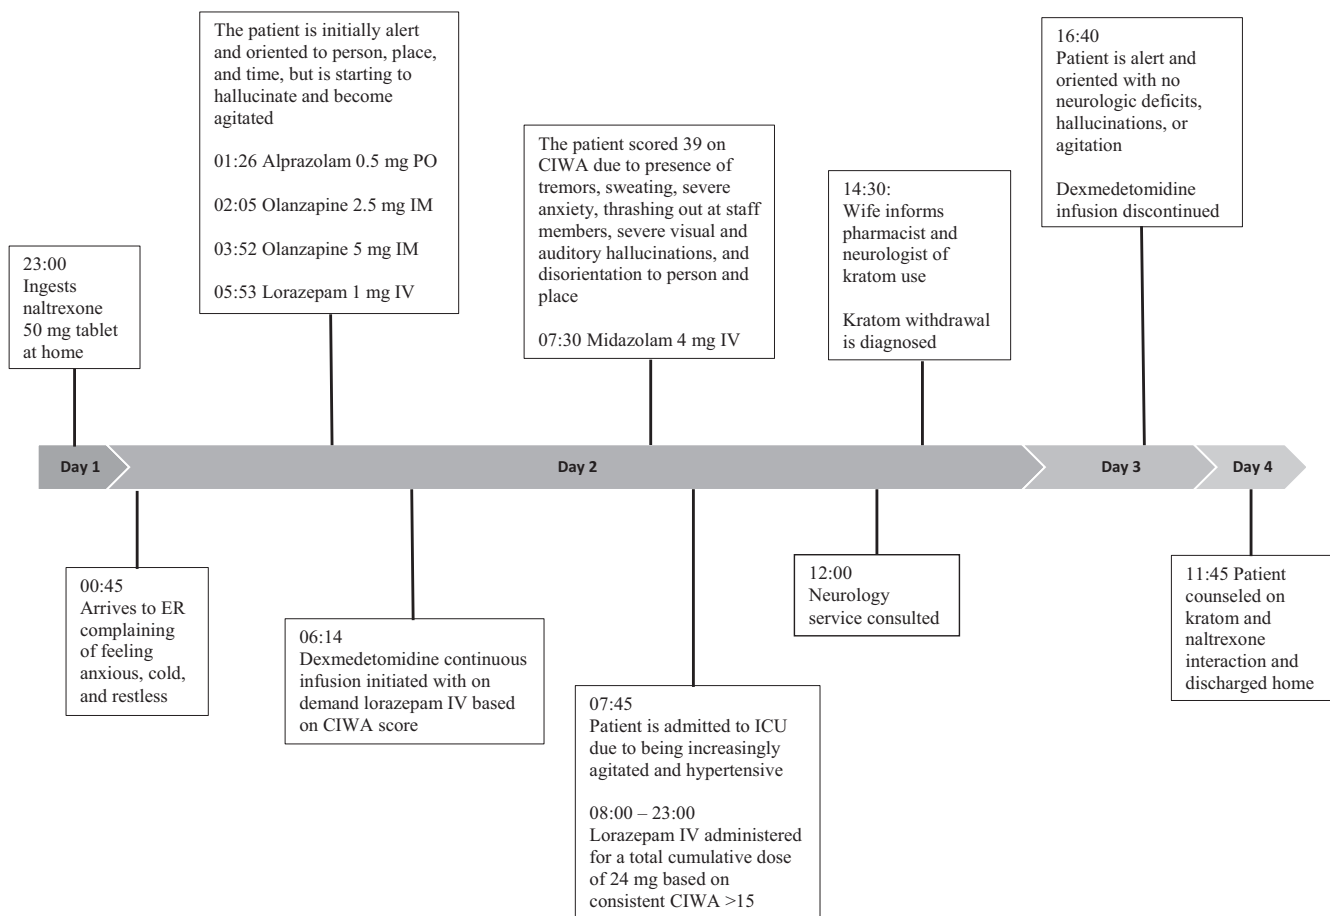 The patient is initially alert
and oriented to person, place,
and time, but is starting to
hallucinate and become
agitated
01:26 Alprazolam 0.5 mg PO
02:05 Olanzapine 2.5 mg IM
03:52 Olanzapine 5 mg IM
05:53 Lorazepam 1 mg IV
16:40
Patient is alert and
oriented with no
neurologic deficits,
hallucinations, or
agitation
Dexmedetomidine
infusion discontinued
The patient scored 39 on
CIWA due to presence of
tremors, sweating, severe
anxiety, thrashing out at staff
members, severe visual and
auditory hallucinations, and
disorientation to person and
place
07:30 Midazolam 4 mg IV
14:30:
Wife informs
pharmacist and
neurologist of
kratom use
Kratom withdrawal
is diagnosed
23:00
Ingests
naltrexone
50 mg tablet
at home
Day 1
Day 2
Day 3
Day 4
00:45
Arrives to ER
complaining
of feeling
anxious, cold,
and restless
06:14
Dexmedetomidine continuous
infusion initiated with on
demand lorazepam IV based
on CIWA score
07:45
Patient is admitted to ICU
due to being increasingly
agitated and hypertensive
08:00 – 23:00
Lorazepam IV administered
for a total cumulative dose
of 24 mg based on
consistent CIWA >15
12:00
Neurology
service consulted
11:45 Patient
counseled on
kratom and
naltrexone
interaction and
discharged home